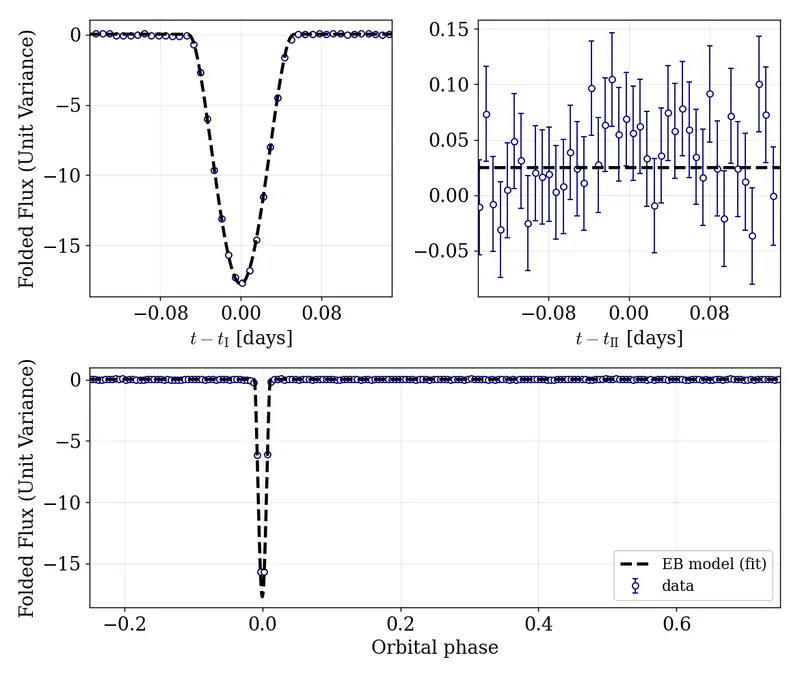 Folded Flux (Unit Variance)
0
−5
−10
−15
−0.08 0.00 0.08
t − tI [days]
0.15
0.10
0.05
0.00
−0.05
−0.08 0.00 0.08
t − tII [days]
Folded Flux (Unit Variance)
0
−5
−10
−15
EB model (fit)
data
−0.2 0.0 0.2 0.4 0.6
Orbital phase